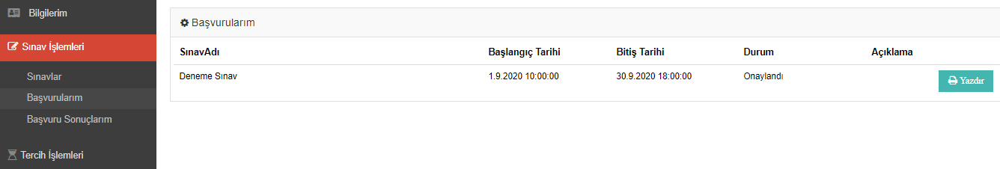 Bilgilerim
Sınav İşlemleri
Sınavlar
Başvurularım
Başvuru Sonuçlarım
Tercih İşlemleri
Başvurularım
SınavAdı Başlangıç Tarihi Bitiş Tarihi Durum Açıklama
Deneme Sınav 1.9.2020 10:00:00 30.9.2020 18:00:00 Onaylandı Yazdır